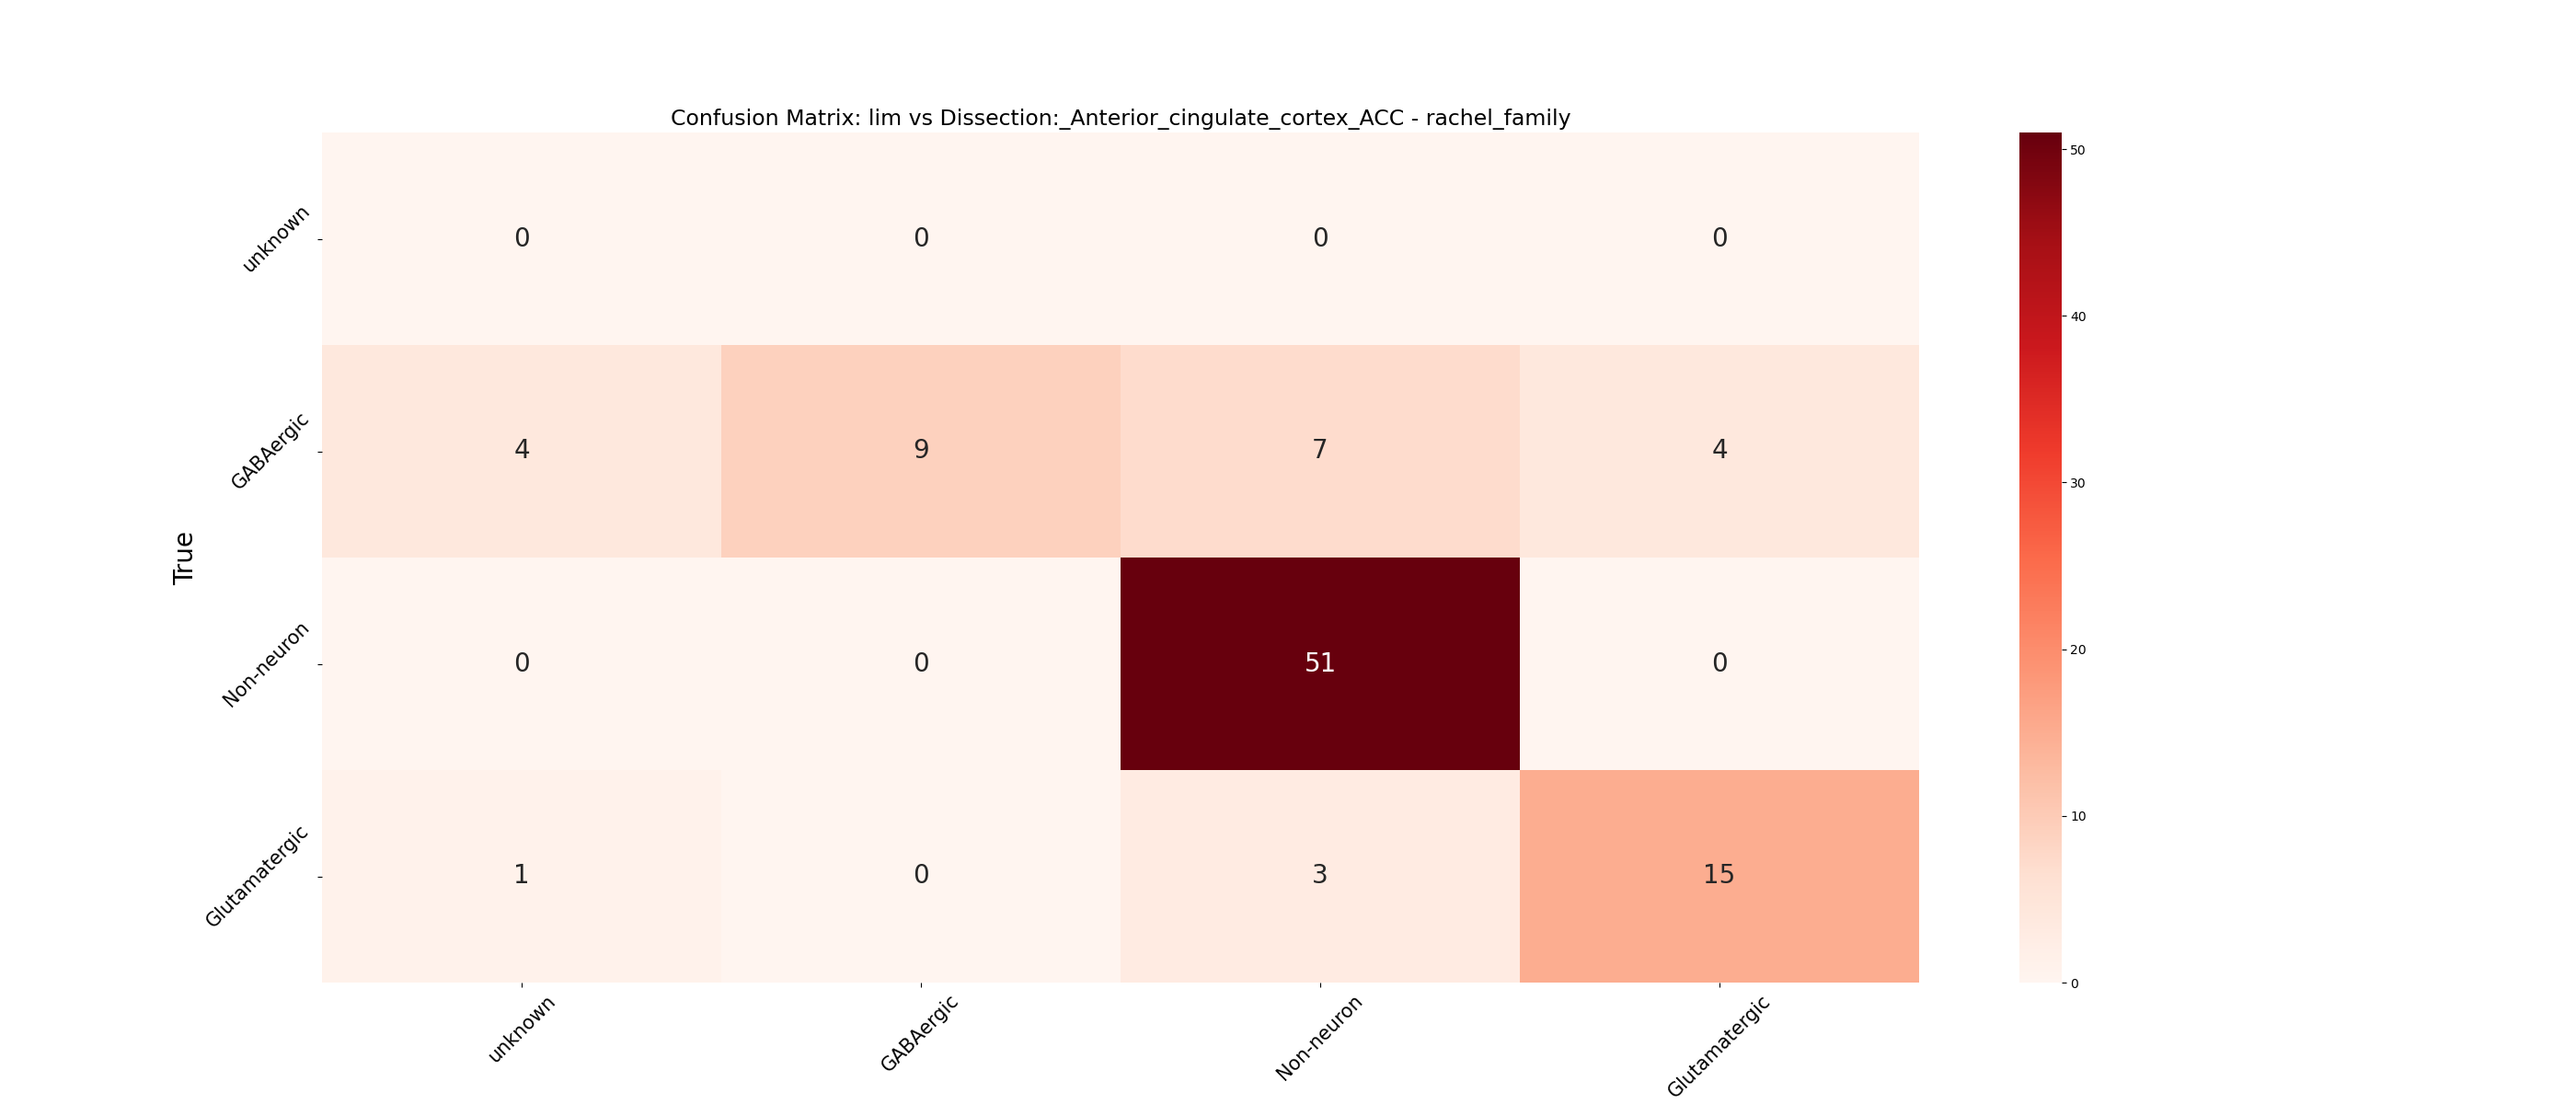 Confusion Matrix: lim vs Dissection:_Anterior_cingulate_cortex_ACC - rachel_family
True
unknown
0 0 0 0
GABAergic
4 9 7 4
Non-neuron
0 0 51 0
Glutamatergic
1 0 3 15
unknown GABAergic Non-neuron Glutamatergic
50
40
30
20
10
0